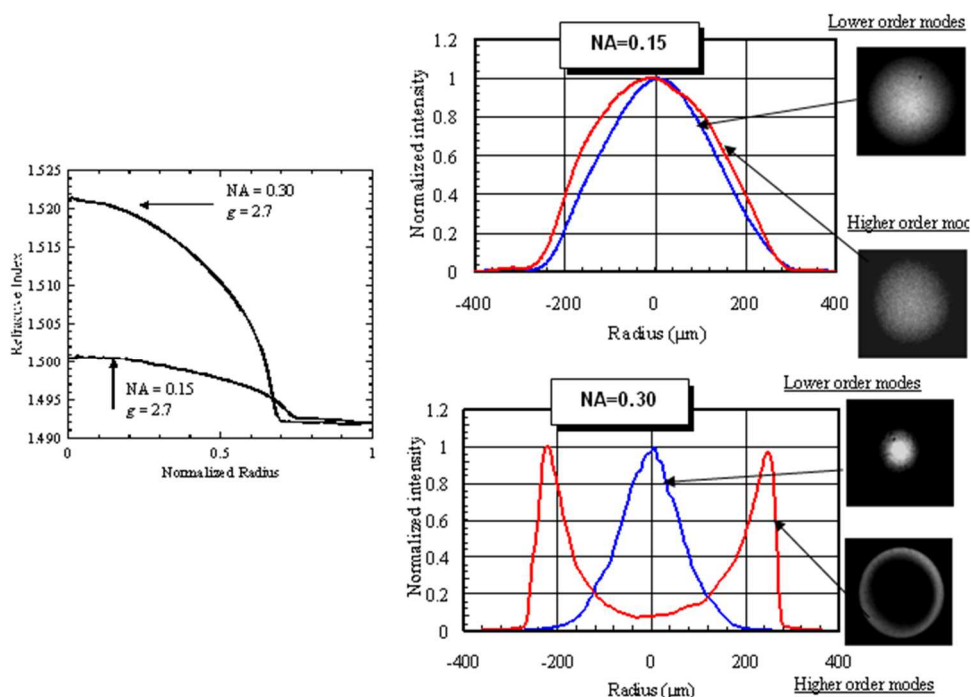 1.525
1.520
1.515
1.510
1.505
1.500
1.495
1.490
Refractive Index
0
0.5
1
Normalized Radius
NA = 0.30
g = 2.7
NA = 0.15
g = 2.7
NA=0.15
1.2
1
0.8
0.6
0.4
0.2
0
Normalized intensity
-400
-200
0
200
400
Radius (μm)
Lower order modes
Higher order mod
NA=0.30
1.2
1
0.8
0.6
0.4
0.2
0
Normalized intensity
-400
-200
0
200
400
Radius (μm)
Lower order modes
Higher order modes